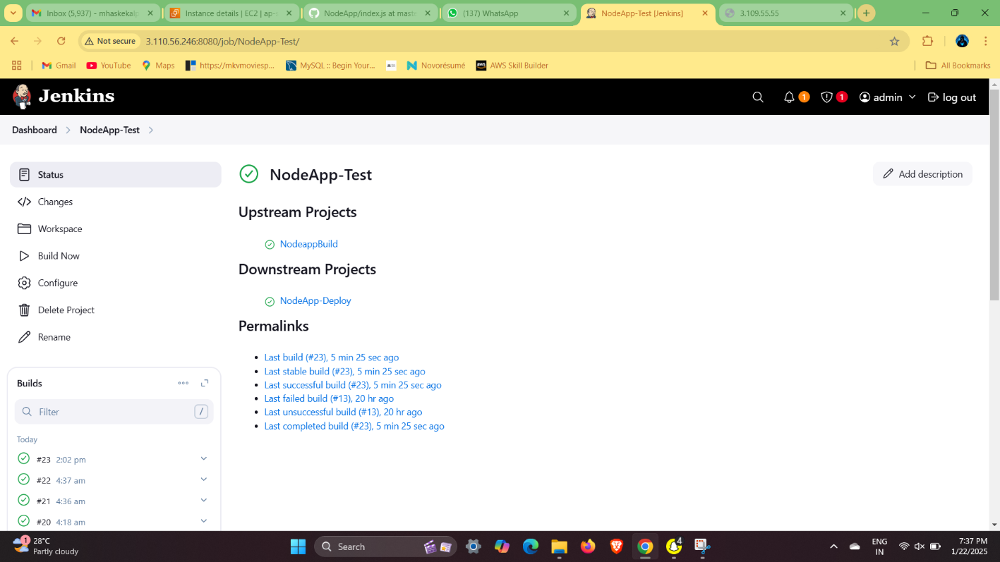 Inbox (5,937) - mhaskekalp
Instance details | EC2 | ap-s
NodeApp/index.js at maste
(137) WhatsApp
NodeApp-Test [Jenkins]
3.109.55.55
Not secure
3.110.56.246:8080/job/NodeApp-Test/
Gmail
YouTube
Maps
https://mkvmoviesp...
MySQL :: Begin Your...
Novorésumé
aws
AWS Skill Builder
All Bookmarks
Jenkins
1
1
admin
log out
Dashboard
NodeApp-Test
Status
Changes
Workspace
Build Now
Configure
Delete Project
Rename
Builds
Filter
/
Today
#23 2:02 pm
#22 4:37 am
#21 4:36 am
#20 4:18 am
NodeApp-Test
Add description
Upstream Projects
NodeappBuild
Downstream Projects
NodeApp-Deploy
Permalinks
Last build (#23), 5 min 25 sec ago
Last stable build (#23), 5 min 25 sec ago
Last successful build (#23), 5 min 25 sec ago
Last failed build (#13), 20 hr ago
Last unsuccessful build (#13), 20 hr ago
Last completed build (#23), 5 min 25 sec ago
1
28°C
Partly cloudy
Search
4
ENG
IN
7:37 PM
1/22/2025